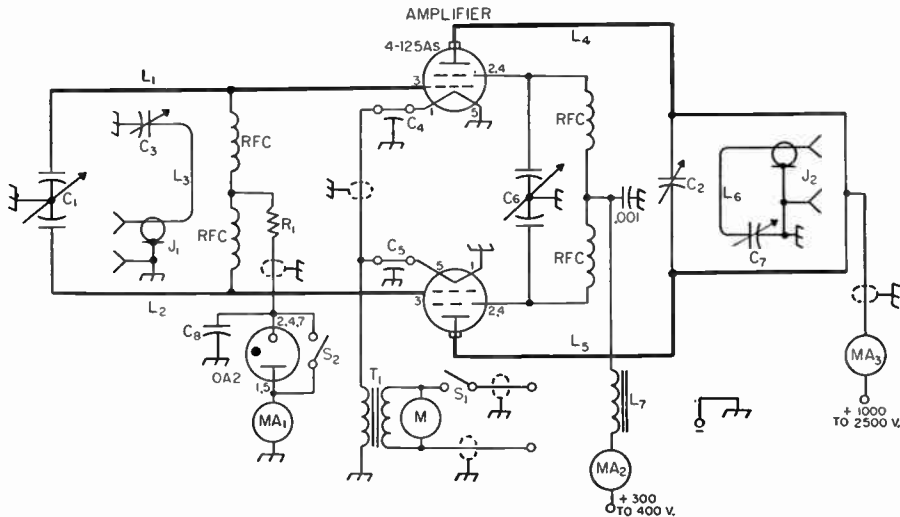 AMPLIFIER
4-125As
L4
L1
2,4
3
1
5
RFC
RFC
C4
C3
L3
C1
C6
.001
C2
L6
J2
J1
RFC
R1
C5
5
1
RFC
C7
3
2,4
L2
L5
C8
2,4,7
S2
OA2
1,5
T1
S1
M
MA1
L7
MA2
MA3
+ 1000
TO 2500 V.
+ 300
TO 400 V.